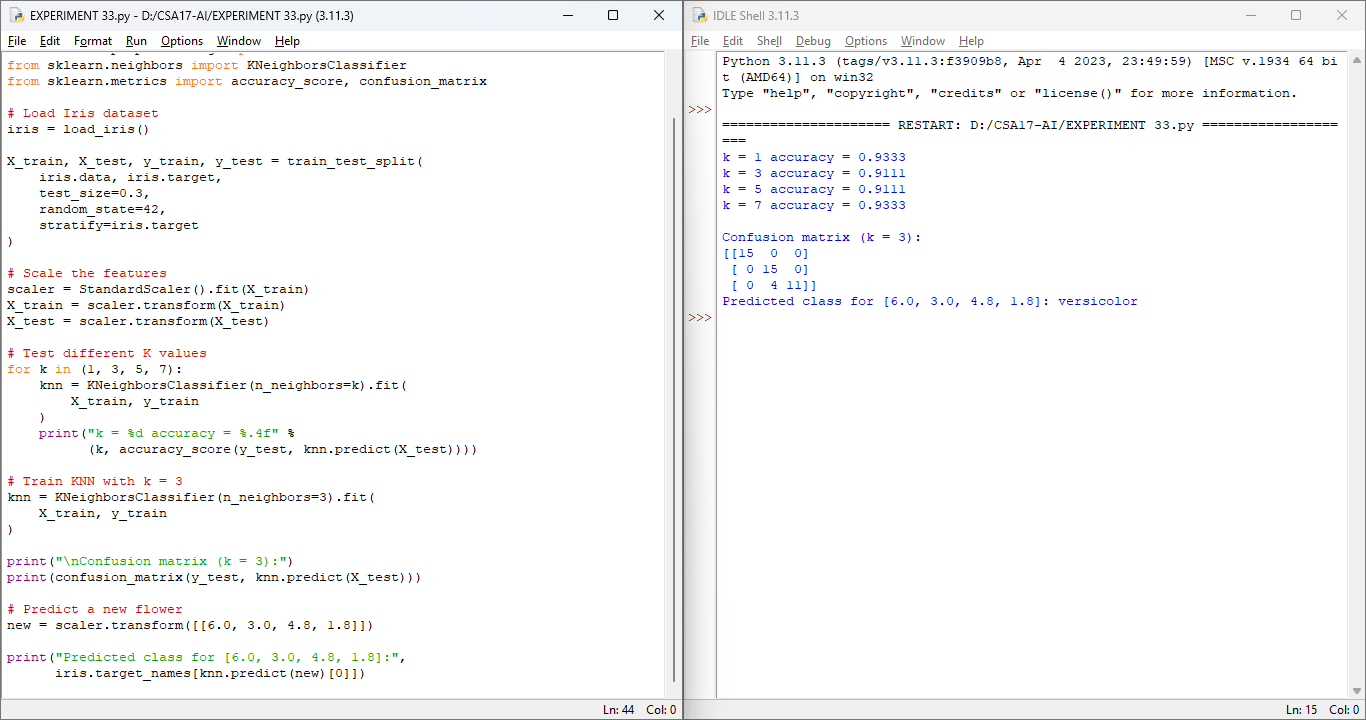 EXPERIMENT 33.py - D:/CSA17-AI/EXPERIMENT 33.py (3.11.3)
File Edit Format Run Options Window Help
from sklearn.neighbors import KNeighborsClassifier
from sklearn.metrics import accuracy_score, confusion_matrix

# Load Iris dataset
iris = load_iris()

X_train, X_test, y_train, y_test = train_test_split(
    iris.data, iris.target,
    test_size=0.3,
    random_state=42,
    stratify=iris.target
)

# Scale the features
scaler = StandardScaler().fit(X_train)
X_train = scaler.transform(X_train)
X_test = scaler.transform(X_test)

# Test different K values
for k in (1, 3, 5, 7):
    knn = KNeighborsClassifier(n_neighbors=k).fit(
        X_train, y_train
    )
    print("k = %d accuracy = %.4f" %
          (k, accuracy_score(y_test, knn.predict(X_test))))

# Train KNN with k = 3
knn = KNeighborsClassifier(n_neighbors=3).fit(
    X_train, y_train
)

print("\nConfusion matrix (k = 3):")
print(confusion_matrix(y_test, knn.predict(X_test)))

# Predict a new flower
new = scaler.transform([[6.0, 3.0, 4.8, 1.8]])

print("Predicted class for [6.0, 3.0, 4.8, 1.8]:",
      iris.target_names[knn.predict(new)[0]])
Ln: 44 Col: 0
IDLE Shell 3.11.3
File Edit Shell Debug Options Window Help
Python 3.11.3 (tags/v3.11.3:f3909b8, Apr  4 2023, 23:49:59) [MSC v.1934 64 bi
t (AMD64)] on win32
Type "help", "copyright", "credits" or "license()" for more information.
>>>
===================== RESTART: D:/CSA17-AI/EXPERIMENT 33.py =================
===
k = 1 accuracy = 0.9333
k = 3 accuracy = 0.9111
k = 5 accuracy = 0.9111
k = 7 accuracy = 0.9333

Confusion matrix (k = 3):
[[15  0  0]
 [ 0 15  0]
 [ 0  4 11]]
Predicted class for [6.0, 3.0, 4.8, 1.8]: versicolor
>>>
Ln: 15 Col: 0